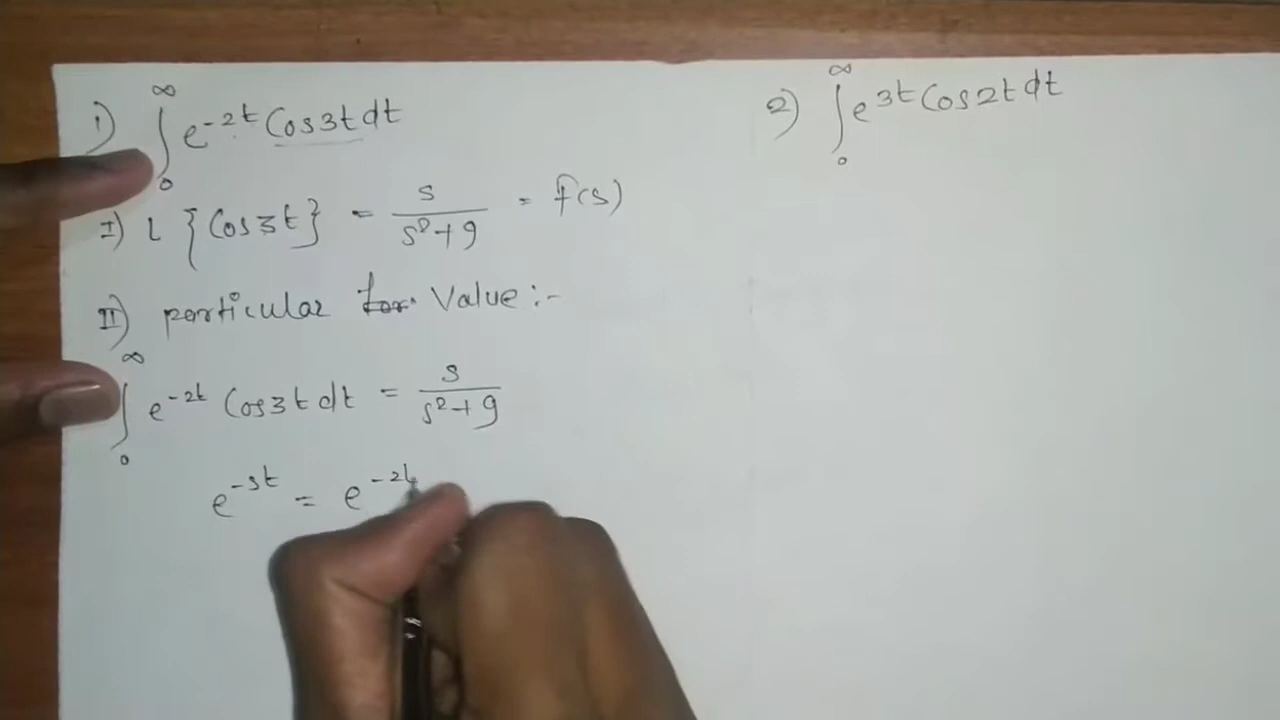 1) ∫₀^∞ e^{-2t} Cos3t dt
I) L {Cos3t} = s/(s²+9) = f(s)
II) particular for Value :-
∫₀^∞ e^{-2t} Cos3t dt = s/(s²+9)
e^{-st} = e^{-2t}
2) ∫₀^∞ e^{3t} Cos2t dt